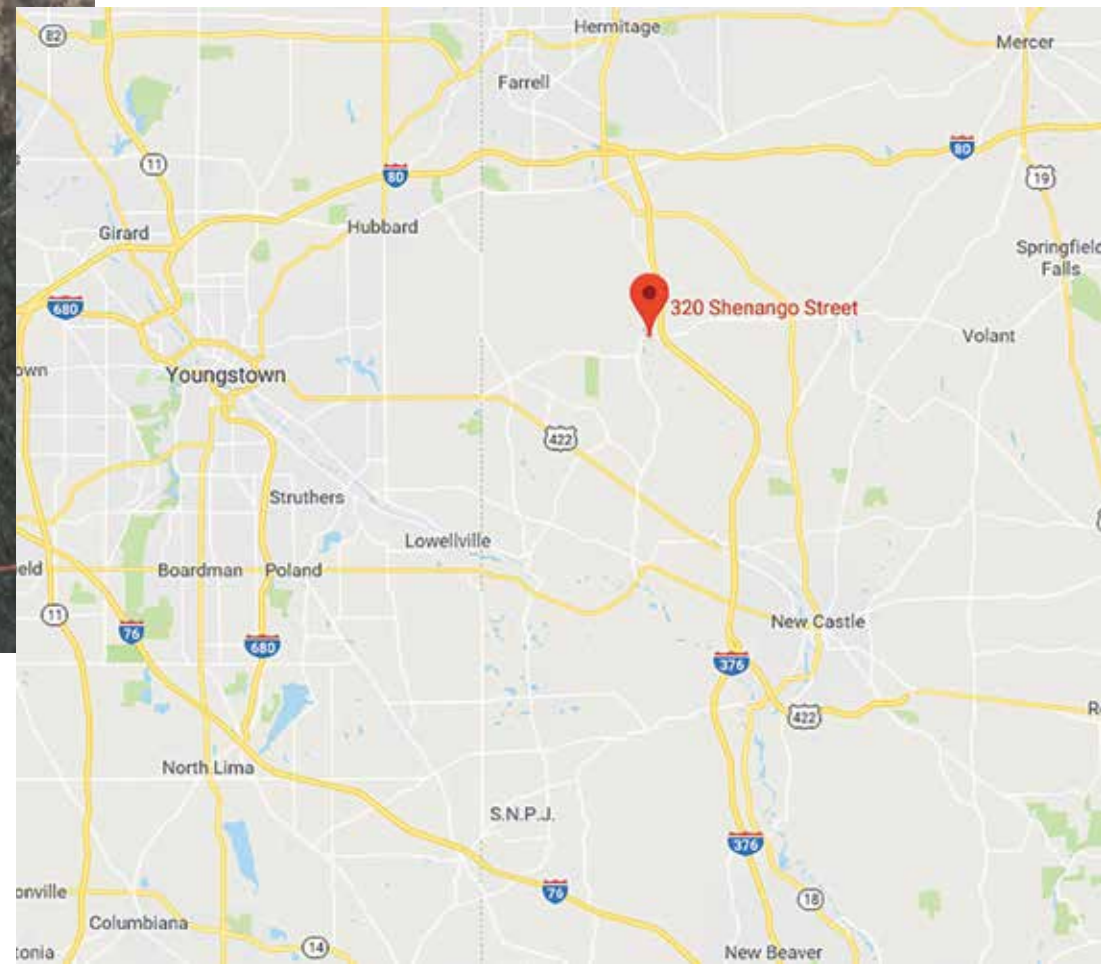 82
Hermitage
Mercer
Farrell
11
80
80
19
Girard
Hubbard
Springfield
Falls
680
320 Shenango Street
Volant
own
Youngstown
422
Struthers
Lowellville
eld
Boardman
Poland
11
76
680
New Castle
376
422
R
North Lima
S.N.P.J.
376
76
onville
18
Columbiana
14
tonia
New Beaver